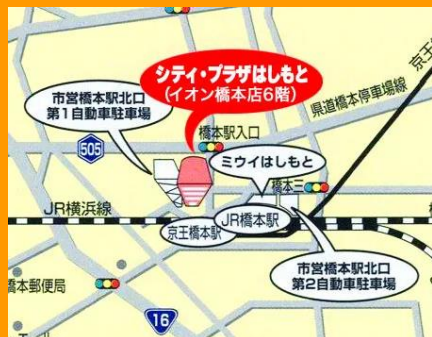 京王
シティ・プラザはしもと
(イオン橋本店6階)
市営橋本駅北口
第1自動車駐車場
県道橋本停車場線
橋本駅入口
505
ミウイはしもと
橋本三
JR横浜線
JR橋本駅
京王橋本駅
市営橋本駅北口
第2自動車駐車場
橋本郵便局
16